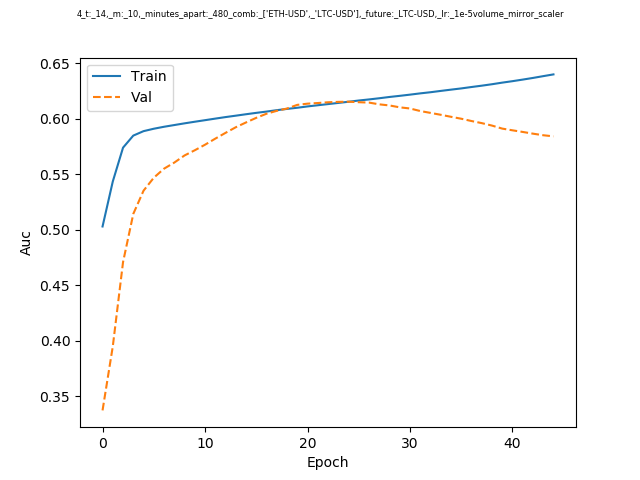 4_t:_14,_m:_10,_minutes_apart:_480_comb:_['ETH-USD',_'LTC-USD'],_future:_LTC-USD,_lr:_1e-5volume_mirror_scaler
0.65
Train
Val
0.60
0.55
0.50
Auc
0.45
0.40
0.35
0 10 20 30 40
Epoch